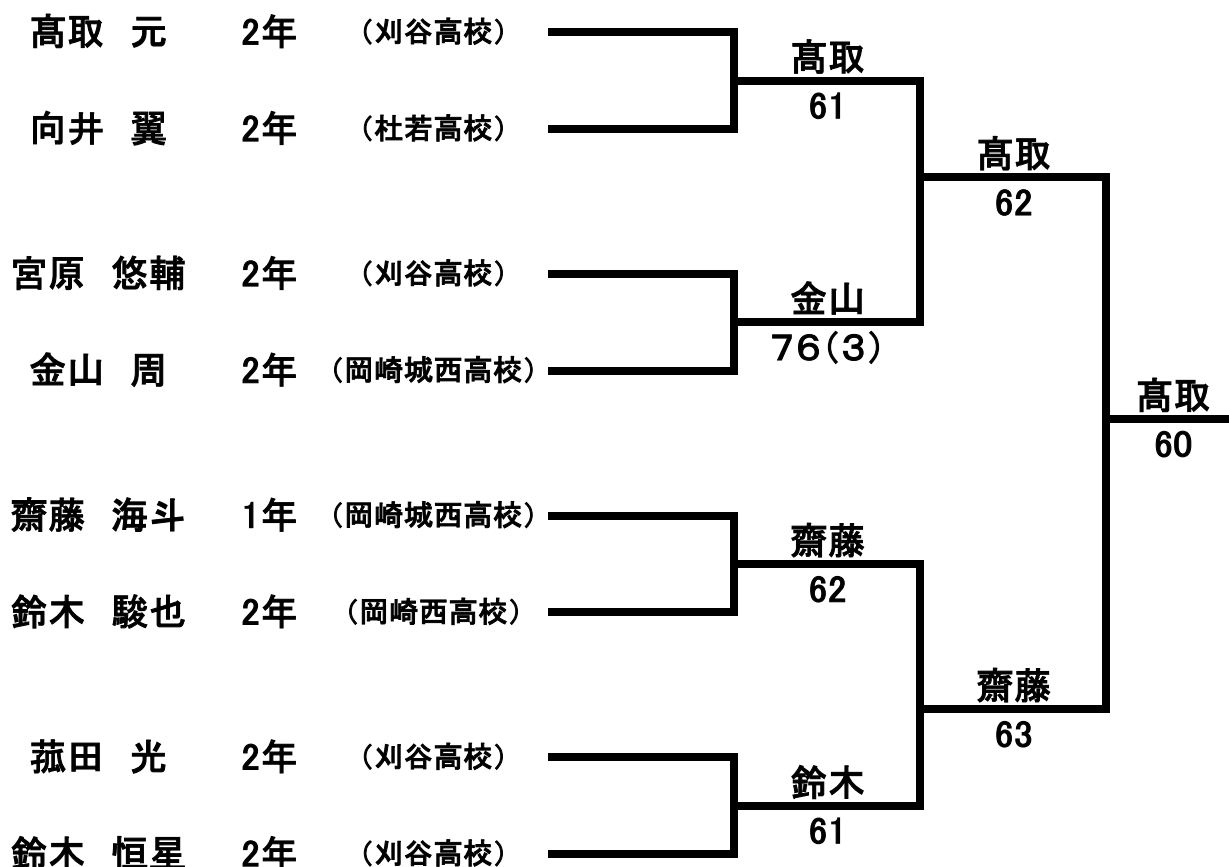 髙取 元 2年 (刈谷高校)
髙取
61
向井 翼 2年 (杜若高校)
髙取
62
宮原 悠輔 2年 (刈谷高校)
金山
76(3)
金山 周 2年 (岡崎城西高校)
髙取
60
齋藤 海斗 1年 (岡崎城西高校)
齋藤
62
鈴木 駿也 2年 (岡崎西高校)
齋藤
63
菰田 光 2年 (刈谷高校)
鈴木
61
鈴木 恒星 2年 (刈谷高校)